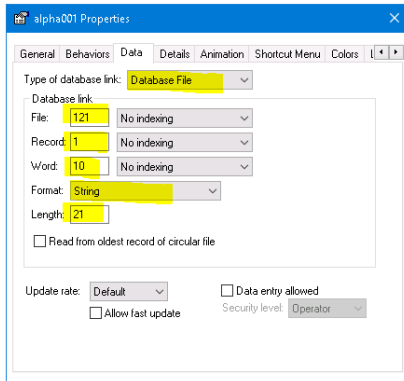 alpha001 Properties
General Behaviors Data Details Animation Shortcut Menu Colors
Type of database link: Database File
Database link
File: 121 No indexing
Record: 1 No indexing
Word: 10 No indexing
Format: String
Length: 21
Read from oldest record of circular file
Update rate: Default Data entry allowed
Allow fast update Security level: Operator